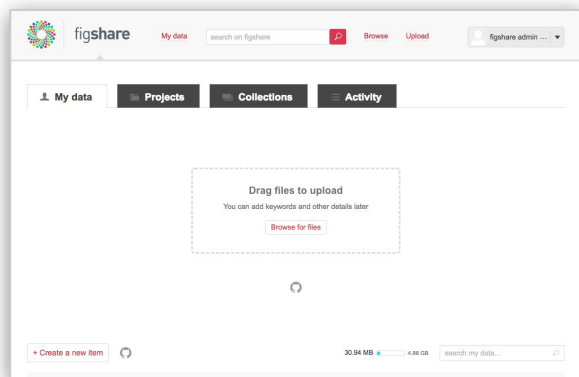 figshare My data search on figshare Browse Upload figshare admin ...
My data Projects Collections Activity
Drag files to upload
You can add keywords and other details later
Browse for files
+ Create a new item 30.94 MB 4.88 GB search my data...